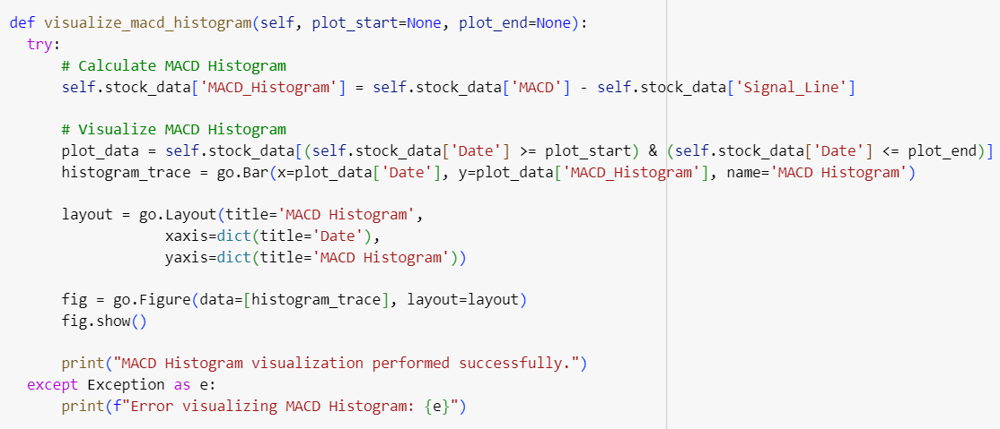 def visualize_macd_histogram(self, plot_start=None, plot_end=None):
  try:
      # Calculate MACD Histogram
      self.stock_data['MACD_Histogram'] = self.stock_data['MACD'] - self.stock_data['Signal_Line']

      # Visualize MACD Histogram
      plot_data = self.stock_data[(self.stock_data['Date'] >= plot_start) & (self.stock_data['Date'] <= plot_end)]
      histogram_trace = go.Bar(x=plot_data['Date'], y=plot_data['MACD_Histogram'], name='MACD Histogram')

      layout = go.Layout(title='MACD Histogram',
                  xaxis=dict(title='Date'),
                  yaxis=dict(title='MACD Histogram'))

      fig = go.Figure(data=[histogram_trace], layout=layout)
      fig.show()

      print("MACD Histogram visualization performed successfully.")
  except Exception as e:
      print(f"Error visualizing MACD Histogram: {e}")